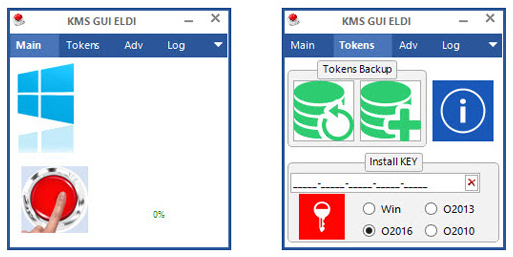 KMS GUI ELDI
Main Tokens Adv Log
0%
KMS GUI ELDI
Main Tokens Adv Log
Tokens Backup
Install KEY
_____-_____-_____-_____-_____
Win O2013
O2016 O2010